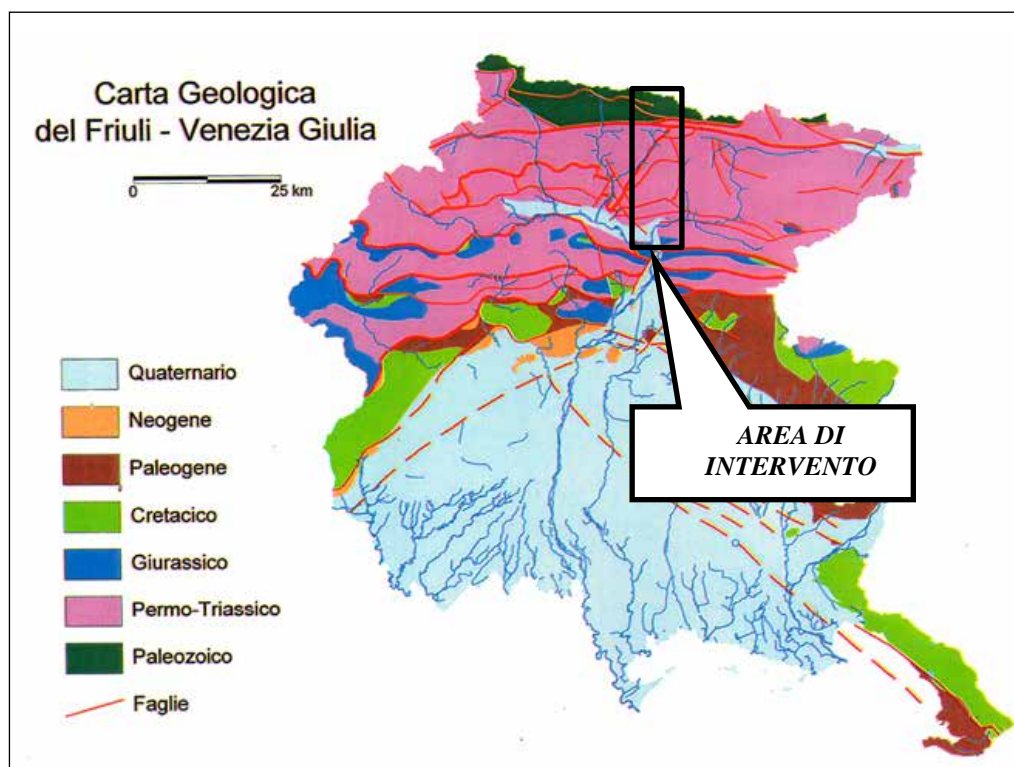 Carta Geologica
del Friuli - Venezia Giulia
0 25 km
Quaternario
Neogene
Paleogene
Cretacico
Giurassico
Permo-Triassico
Paleozoico
Faglie
AREA DI
INTERVENTO